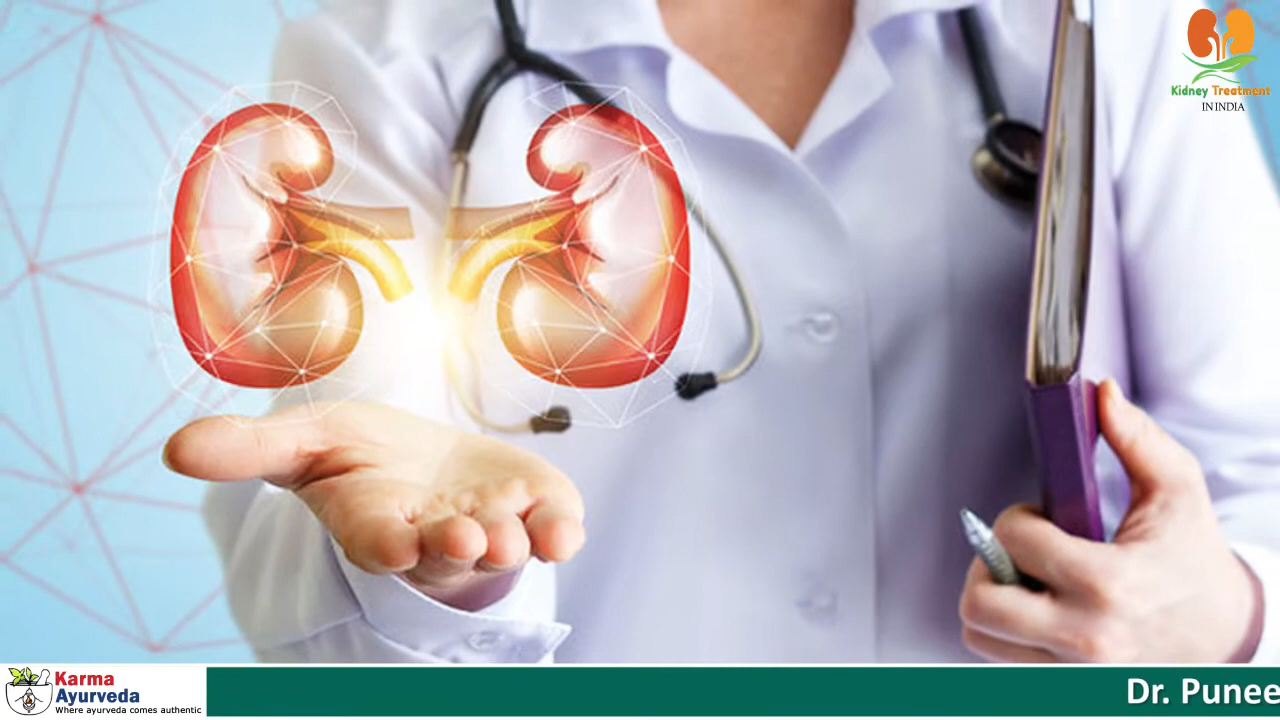 Kidney Treatment
IN INDIA
Karma
Ayurveda
Where ayurveda comes authentic
Dr. Punee